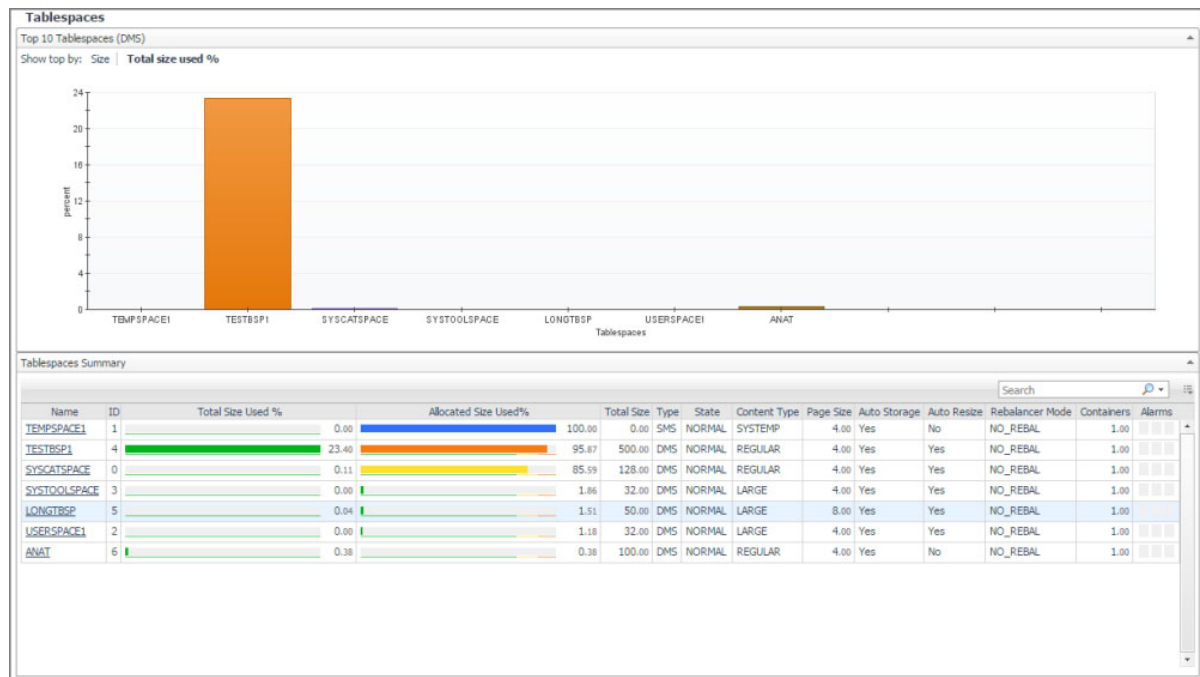 Tablespaces
Top 10 Tablespaces (DMS)
Show top by: Size | Total size used %
24
20
16
12
8
4
0
percent
TEMPSPACE1 TESTBSP1 SYSCATSPACE SYSTOOLSPACE LONGTBSP USERSPACE1 ANAT
Tablespaces
Tablespaces Summary
Search
Name ID Total Size Used % Allocated Size Used% Total Size Type State Content Type Page Size Auto Storage Auto Resize Rebalancer Mode Containers Alarms
TEMPSPACE1 1 0.00 100.00 0.00 SMS NORMAL SYSTEMP 4.00 Yes No NO_REBAL 1.00
TESTBSP1 4 23.40 95.87 500.00 DMS NORMAL REGULAR 4.00 Yes Yes NO_REBAL 1.00
SYSCATSPACE 0 0.11 85.59 128.00 DMS NORMAL REGULAR 4.00 Yes Yes NO_REBAL 1.00
SYSTOOLSPACE 3 0.00 1.86 32.00 DMS NORMAL LARGE 4.00 Yes Yes NO_REBAL 1.00
LONGTBSP 5 0.04 1.51 50.00 DMS NORMAL LARGE 8.00 Yes Yes NO_REBAL 1.00
USERSPACE1 2 0.00 1.18 32.00 DMS NORMAL LARGE 4.00 Yes Yes NO_REBAL 1.00
ANAT 6 0.38 0.38 100.00 DMS NORMAL REGULAR 4.00 Yes No NO_REBAL 1.00